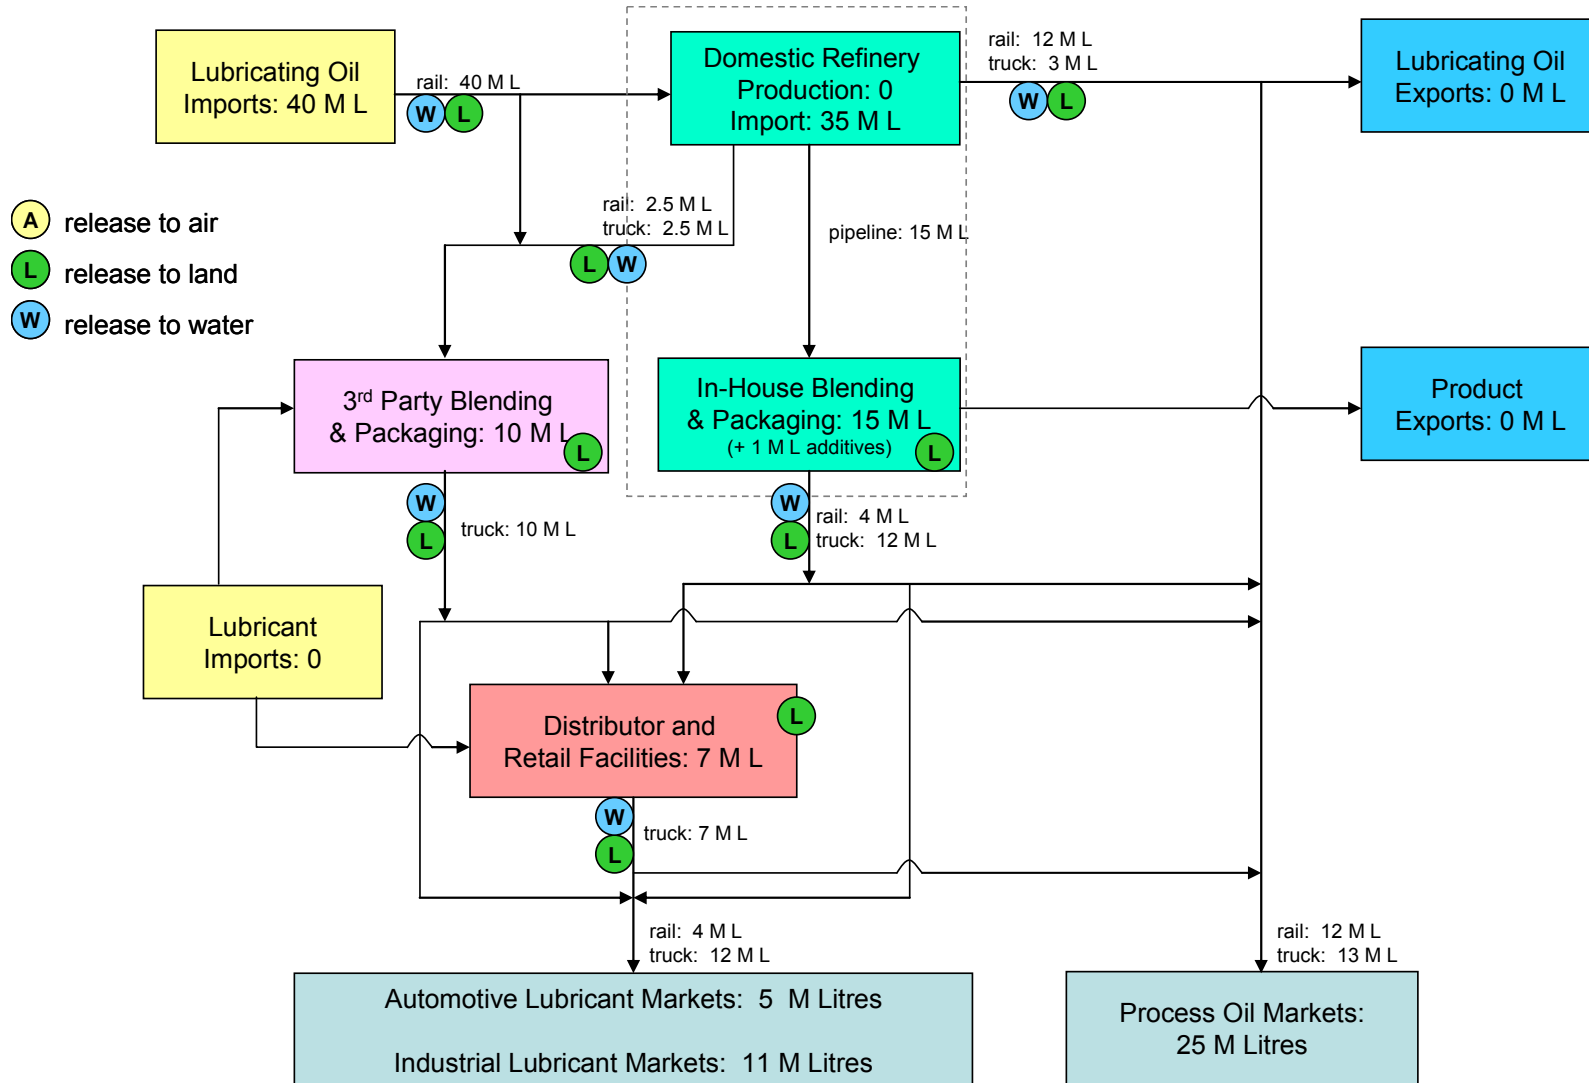 Lubricating Oil
Imports: 40 M L
rail: 40 M L
W L
Domestic Refinery
Production: 0
Import: 35 M L
rail: 12 M L
truck: 3 M L
W L
Lubricating Oil
Exports: 0 M L
A release to air
L release to land
W release to water
rail: 2.5 M L
truck: 2.5 M L
L W
pipeline: 15 M L
3rd Party Blending
& Packaging: 10 M L
L
In-House Blending
& Packaging: 15 M L
(+ 1 M L additives)
L
Product
Exports: 0 M L
W
L
truck: 10 M L
W
L
rail: 4 M L
truck: 12 M L
Lubricant
Imports: 0
Distributor and
Retail Facilities: 7 M L
L
W
L
truck: 7 M L
rail: 4 M L
truck: 12 M L
rail: 12 M L
truck: 13 M L
Automotive Lubricant Markets: 5 M Litres
Industrial Lubricant Markets: 11 M Litres
Process Oil Markets:
25 M Litres